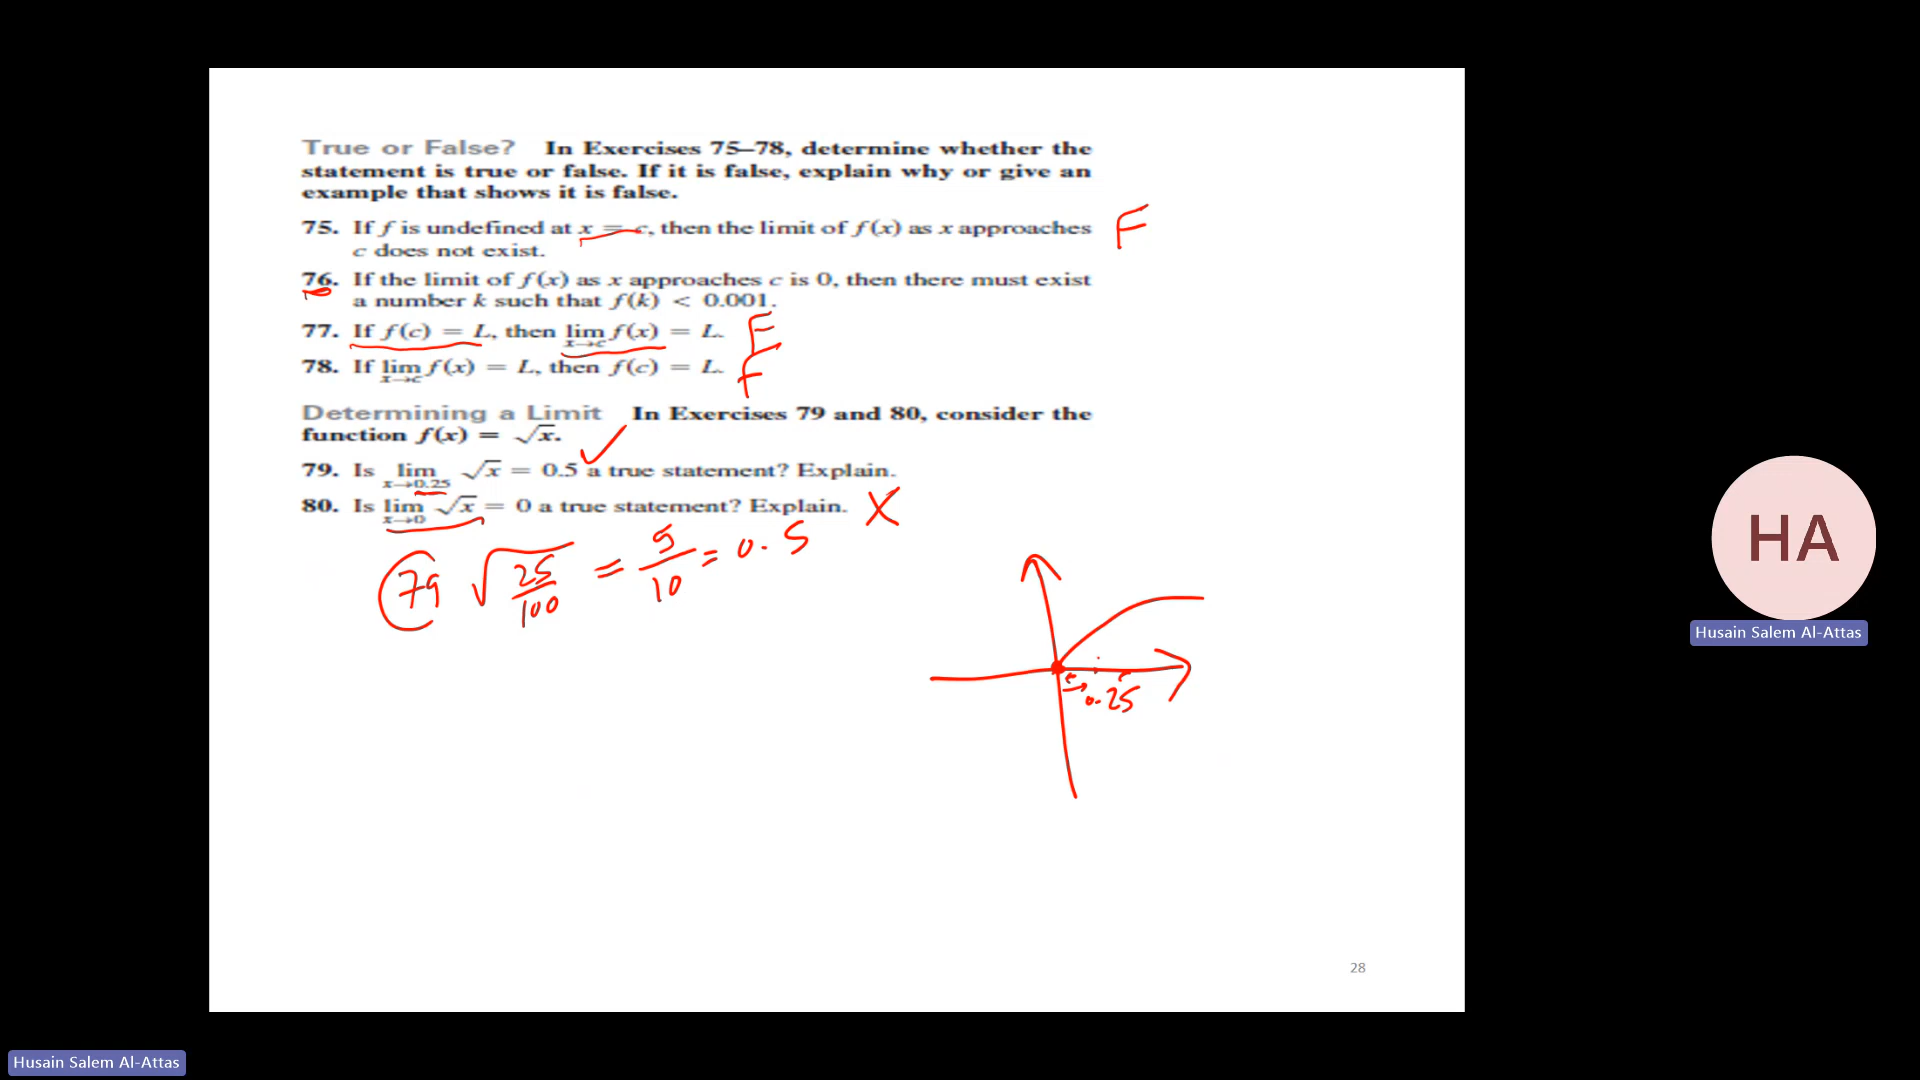 True or False? In Exercises 75–78, determine whether the
statement is true or false. If it is false, explain why or give an
example that shows it is false.
75. If f is undefined at x = c, then the limit of f(x) as x approaches F
c does not exist.
76. If the limit of f(x) as x approaches c is 0, then there must exist
a number k such that f(k) < 0.001.
77. If f(c) = L, then lim x→c f(x) = L. F
78. If lim x→c f(x) = L, then f(c) = L. F
Determining a Limit In Exercises 79 and 80, consider the
function f(x) = √x.
79. Is lim x→0.25 √x = 0.5 a true statement? Explain. ✓
80. Is lim x→0 √x = 0 a true statement? Explain. X
79 √25/100 = 5/10 = 0.5
0.25
28
HA
Husain Salem Al-Attas
Husain Salem Al-Attas